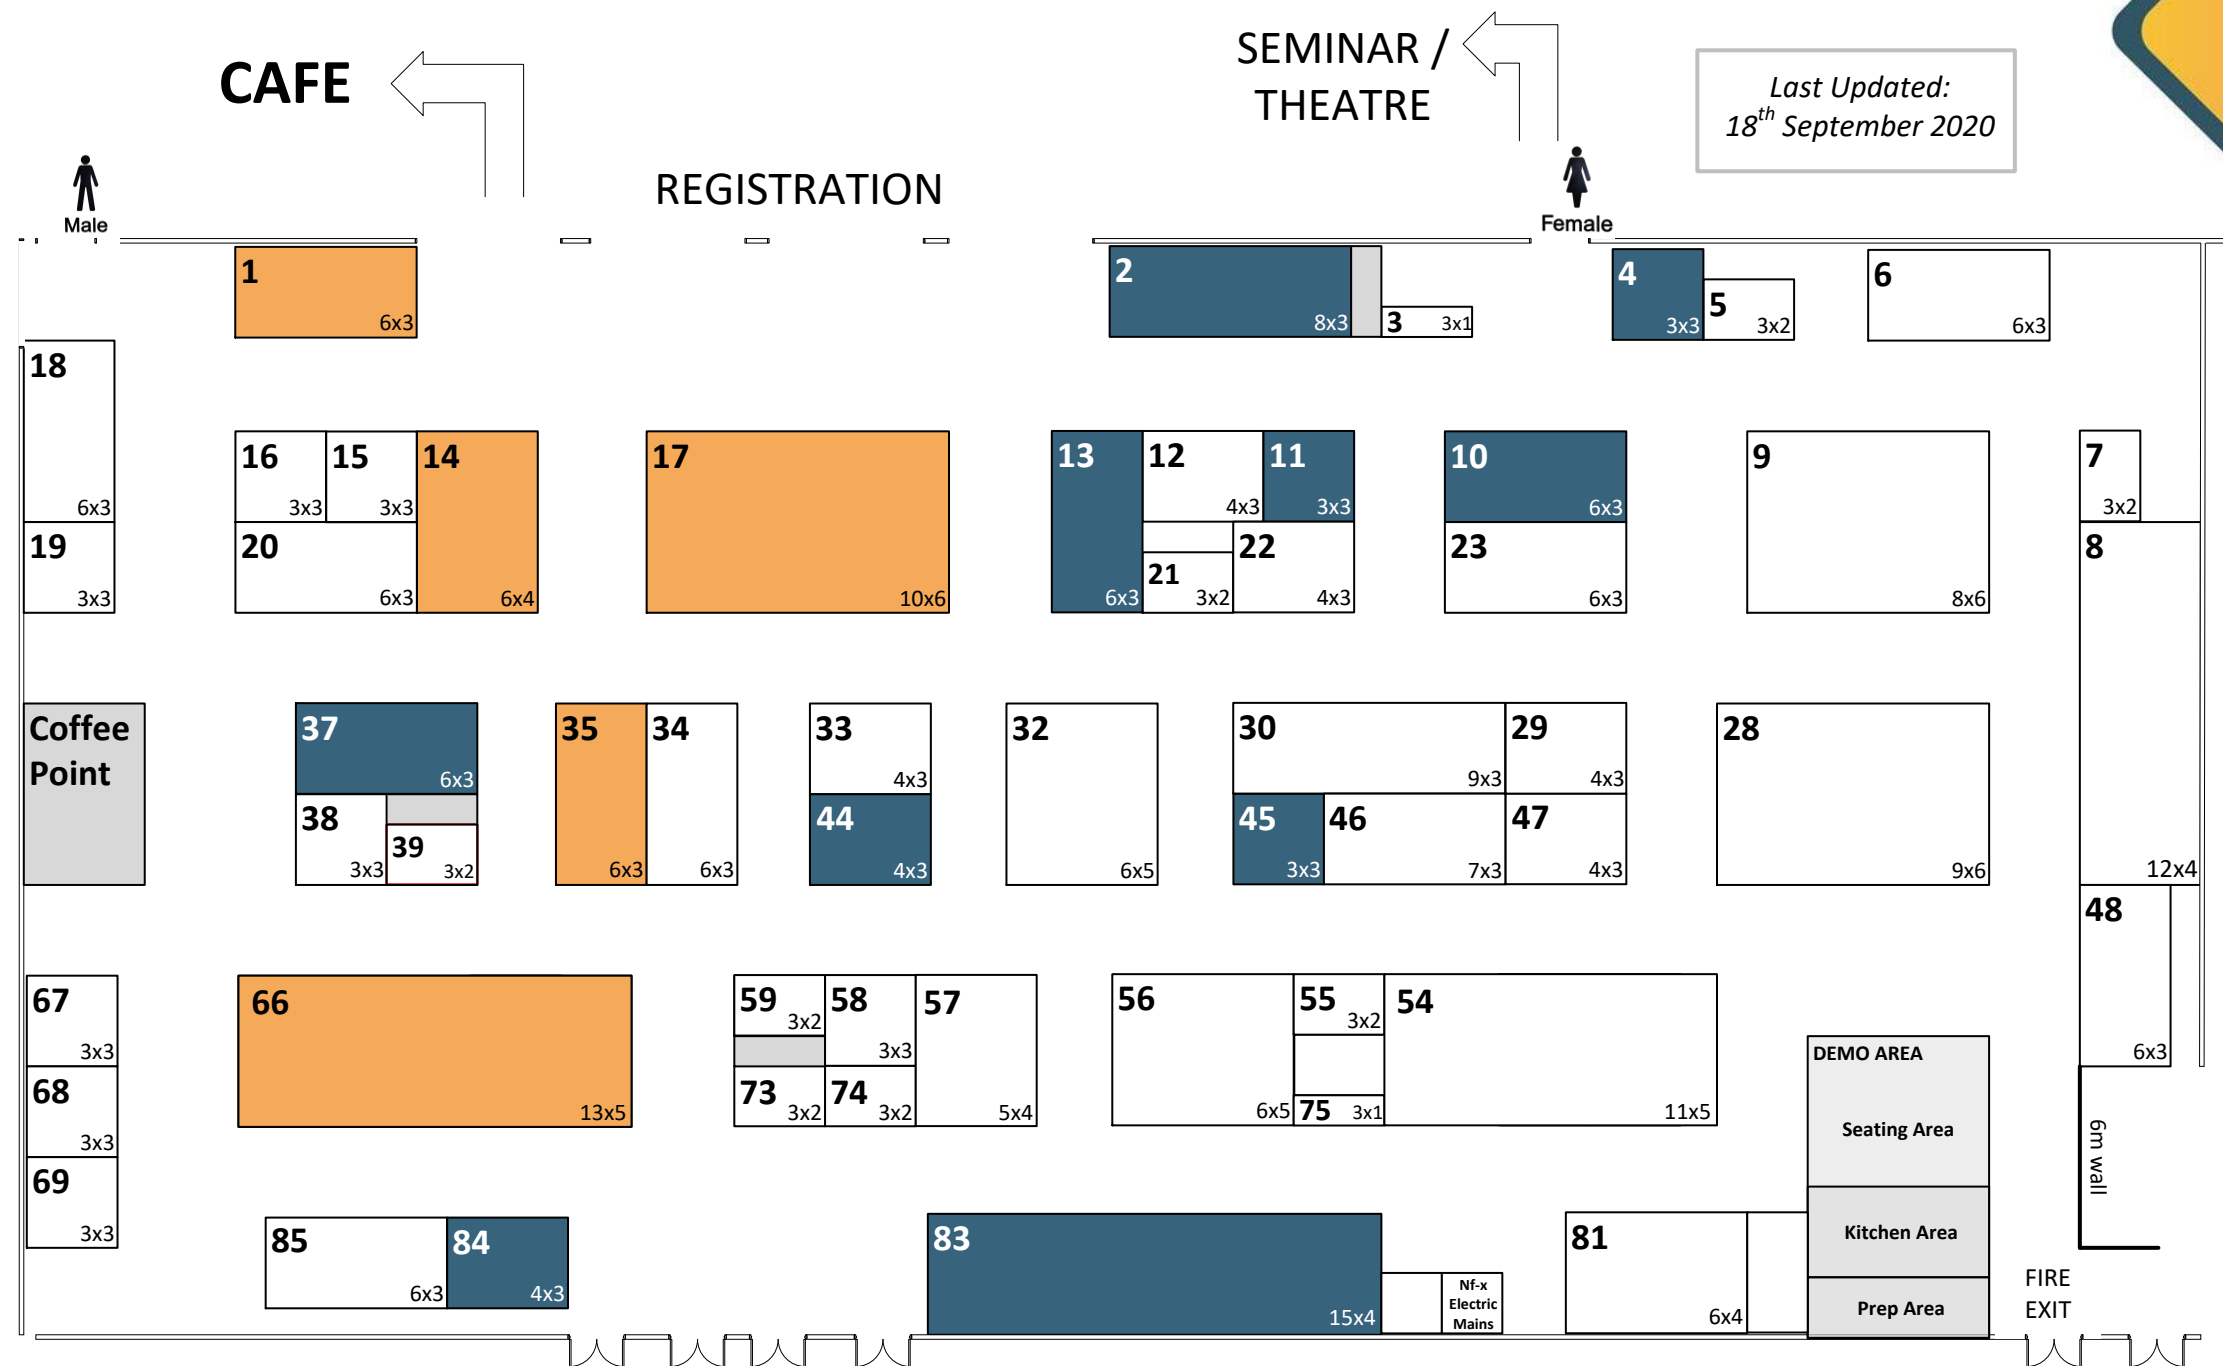 CAFE
SEMINAR /
THEATRE
Last Updated:
18th September 2020
Male
REGISTRATION
Female
1
6x3
2
8x3
3 3x1
4
3x3
5
3x2
6
6x3
18
6x3
19
3x3
16
3x3
15
3x3
14
6x4
20
6x3
17
10x6
13
6x3
12
4x3
11
3x3
21
3x2
22
4x3
10
6x3
23
6x3
9
8x6
7
3x2
8
12x4
Coffee
Point
37
6x3
38
3x3
39
3x2
35
6x3
34
6x3
33
4x3
44
4x3
32
6x5
30
9x3
29
4x3
45
3x3
46
7x3
47
4x3
28
9x6
48
6x3
67
3x3
68
3x3
69
3x3
66
13x5
59
3x2
58
3x3
57
5x4
73
3x2
74
3x2
56
6x5
55
3x2
75 3x1
54
11x5
DEMO AREA
Seating Area
Kitchen Area
Prep Area
6m wall
85
6x3
84
4x3
83
15x4
Nf-x
Electric
Mains
81
6x4
FIRE
EXIT